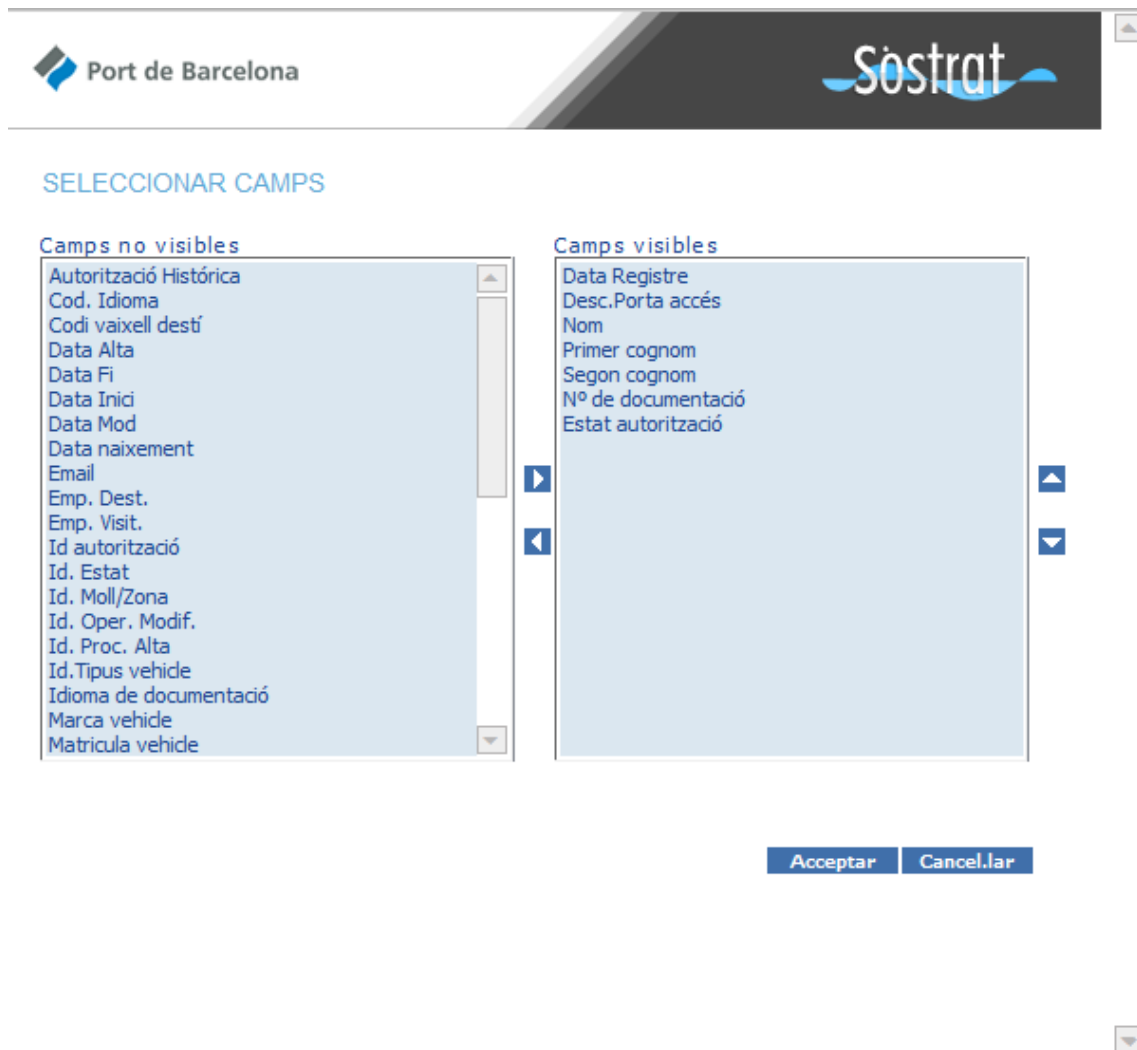 Port de Barcelona
Sòstrat
SELECCIONAR CAMPS
Camps no visibles
Autorització Histórica
Cod. Idioma
Codi vaixell destí
Data Alta
Data Fi
Data Inici
Data Mod
Data naixement
Email
Emp. Dest.
Emp. Visit.
Id autorització
Id. Estat
Id. Moll/Zona
Id. Oper. Modif.
Id. Proc. Alta
Id.Tipus vehicle
Idioma de documentació
Marca vehicle
Matricula vehicle
Camps visibles
Data Registre
Desc.Porta accés
Nom
Primer cognom
Segon cognom
Nº de documentació
Estat autorització
Acceptar
Cancel.lar